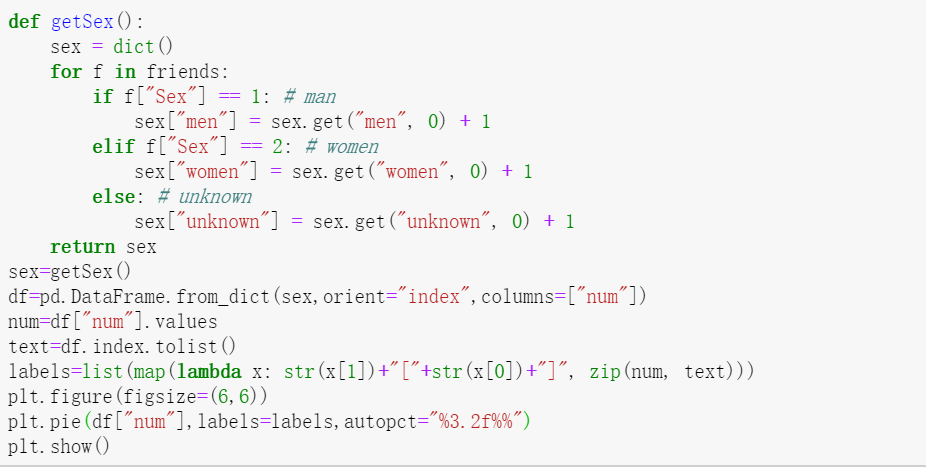 def getSex():
    sex = dict()
    for f in friends:
        if f["Sex"] == 1: # man
            sex["men"] = sex.get("men", 0) + 1
        elif f["Sex"] == 2: # women
            sex["women"] = sex.get("women", 0) + 1
        else: # unknown
            sex["unknown"] = sex.get("unknown", 0) + 1
    return sex
sex=getSex()
df=pd.DataFrame.from_dict(sex,orient="index",columns=["num"])
num=df["num"].values
text=df.index.tolist()
labels=list(map(lambda x: str(x[1])+"["+str(x[0])+"]", zip(num, text)))
plt.figure(figsize=(6,6))
plt.pie(df["num"],labels=labels,autopct="%3.2f%%")
plt.show()